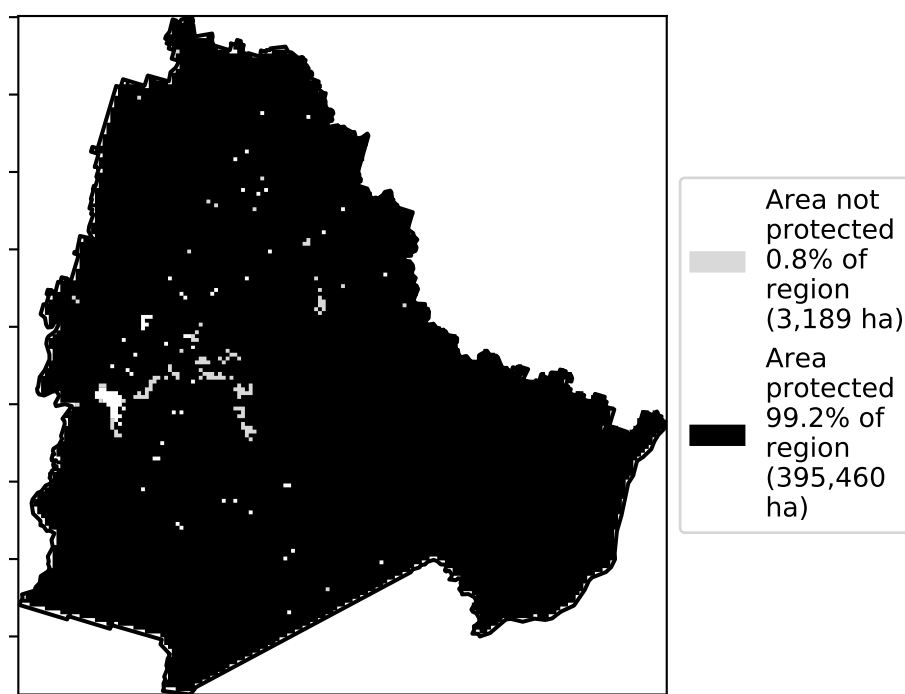 Area not
protected
0.8% of
region
(3,189 ha)
Area
protected
99.2% of
region
(395,460
ha)